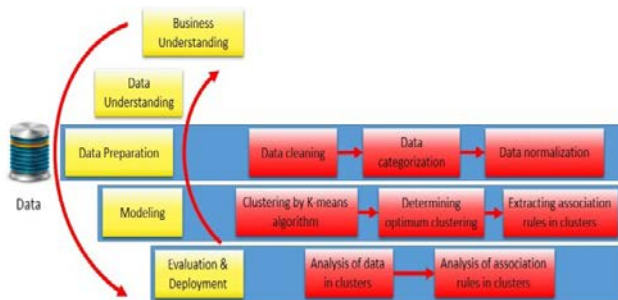 Business
Understanding
Data
Understanding
Data Preparation
Data cleaning
Data
categorization
Data normalization
Data
Modeling
Clustering by K-means
algorithm
Determining
optimum clustering
Extracting association
rules in clusters
Evaluation &
Deployment
Analysis of data
in clusters
Analysis of association
rules in clusters